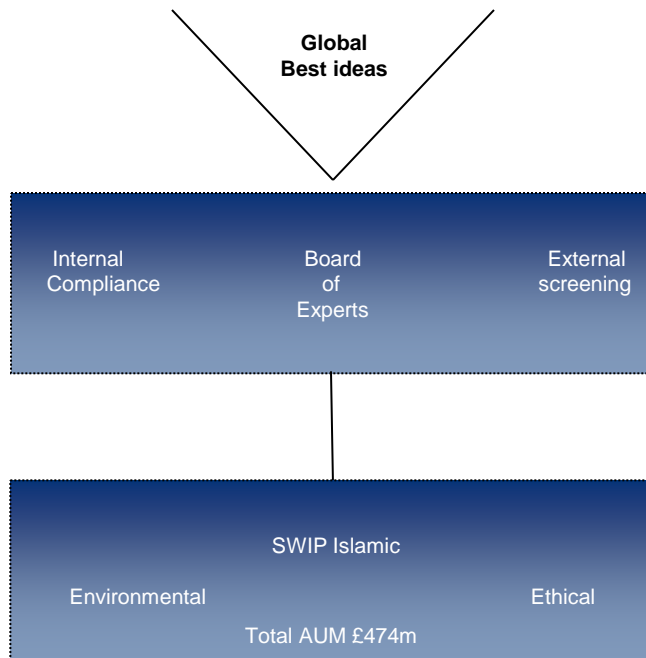 Global
Best ideas
Internal
Compliance
Board
of
Experts
External
screening
SWIP Islamic
Environmental
Ethical
Total AUM £474m